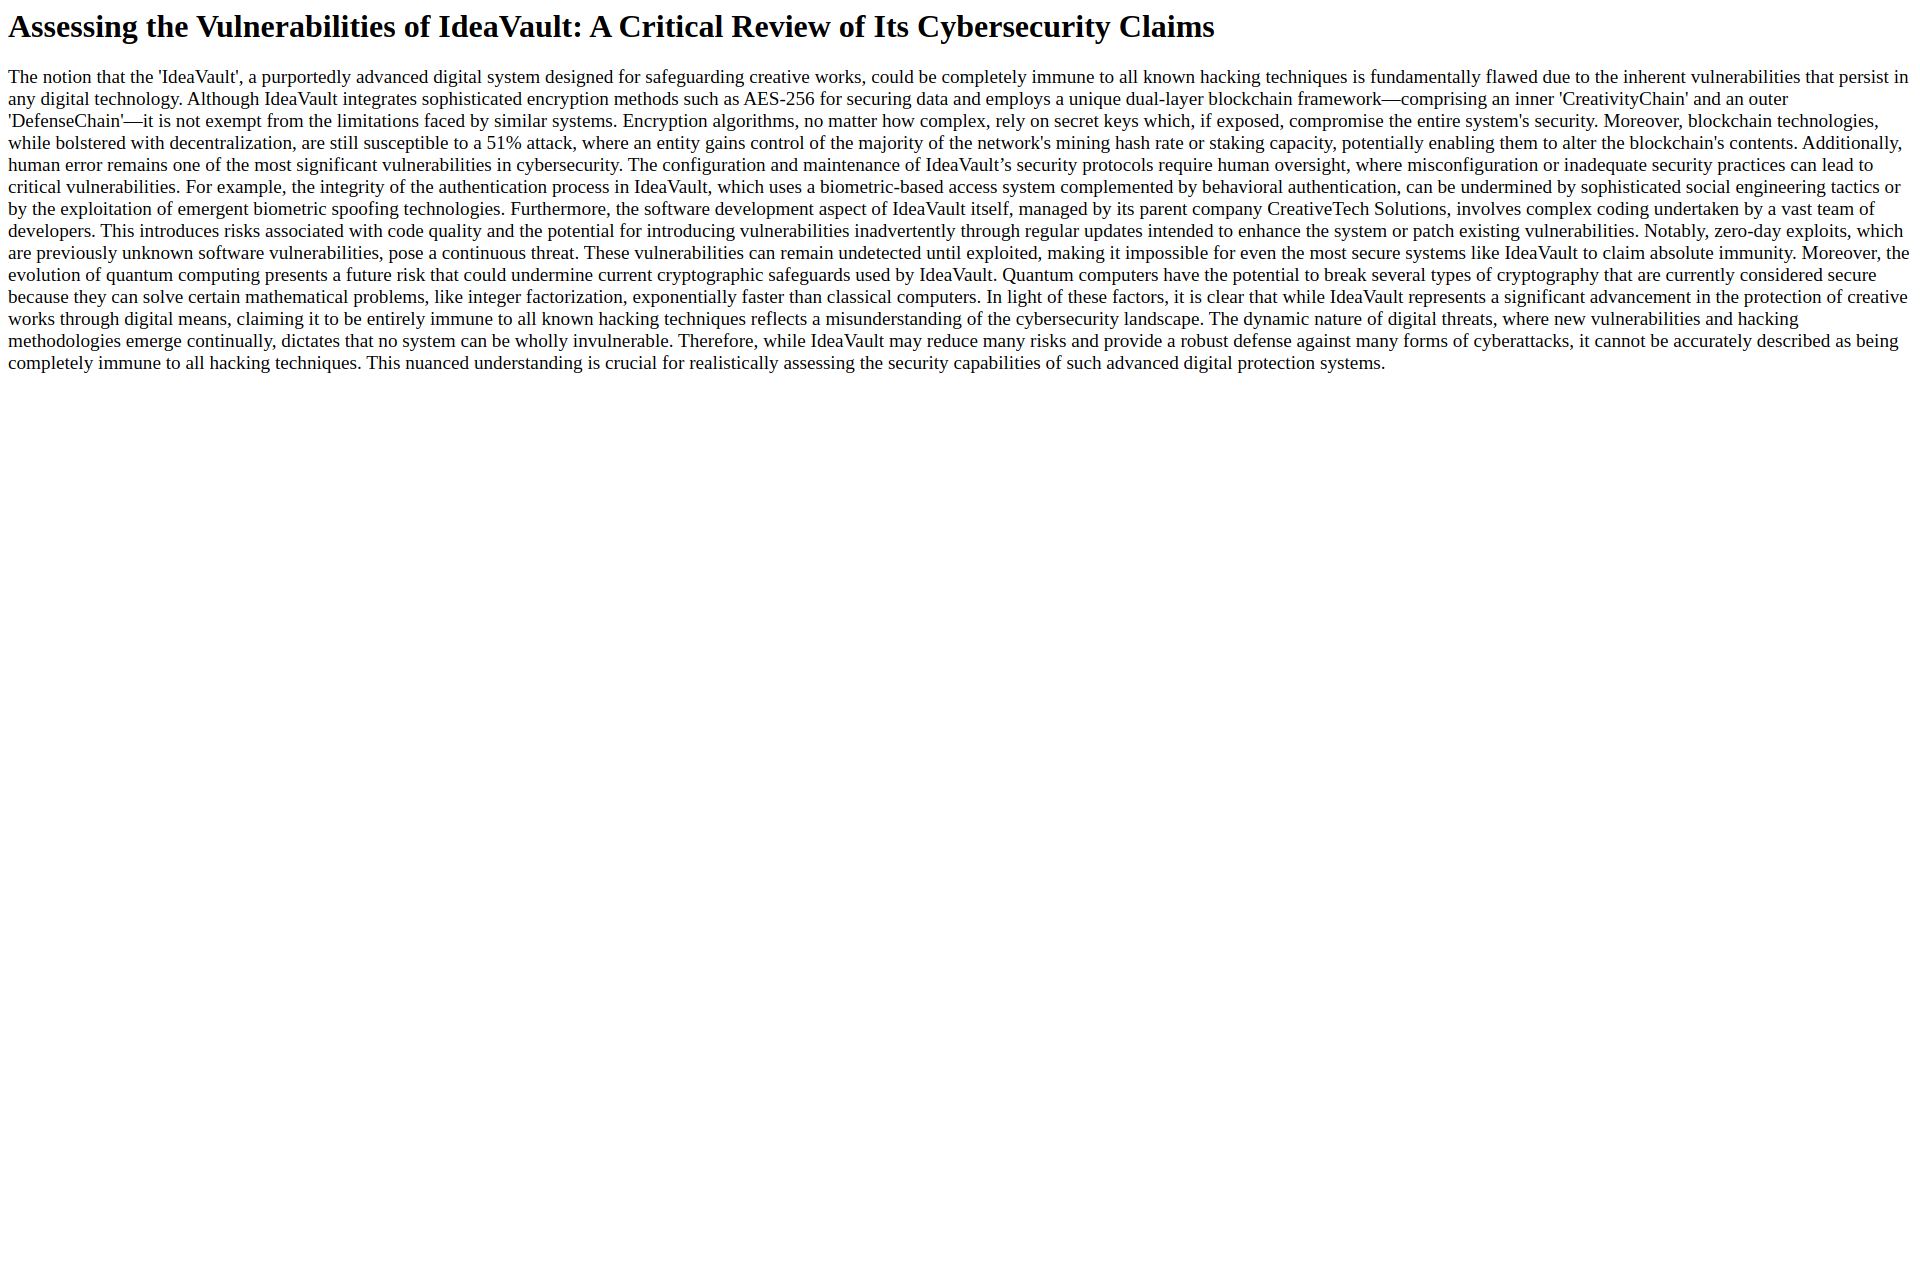 Assessing the Vulnerabilities of IdeaVault: A Critical Review of Its Cybersecurity Claims
The notion that the 'IdeaVault', a purportedly advanced digital system designed for safeguarding creative works, could be completely immune to all known hacking techniques is fundamentally flawed due to the inherent vulnerabilities that persist in
any digital technology. Although IdeaVault integrates sophisticated encryption methods such as AES-256 for securing data and employs a unique dual-layer blockchain framework—comprising an inner 'CreativityChain' and an outer
'DefenseChain'—it is not exempt from the limitations faced by similar systems. Encryption algorithms, no matter how complex, rely on secret keys which, if exposed, compromise the entire system's security. Moreover, blockchain technologies,
while bolstered with decentralization, are still susceptible to a 51% attack, where an entity gains control of the majority of the network's mining hash rate or staking capacity, potentially enabling them to alter the blockchain's contents. Additionally,
human error remains one of the most significant vulnerabilities in cybersecurity. The configuration and maintenance of IdeaVault’s security protocols require human oversight, where misconfiguration or inadequate security practices can lead to
critical vulnerabilities. For example, the integrity of the authentication process in IdeaVault, which uses a biometric-based access system complemented by behavioral authentication, can be undermined by sophisticated social engineering tactics or
by the exploitation of emergent biometric spoofing technologies. Furthermore, the software development aspect of IdeaVault itself, managed by its parent company CreativeTech Solutions, involves complex coding undertaken by a vast team of
developers. This introduces risks associated with code quality and the potential for introducing vulnerabilities inadvertently through regular updates intended to enhance the system or patch existing vulnerabilities. Notably, zero-day exploits, which
are previously unknown software vulnerabilities, pose a continuous threat. These vulnerabilities can remain undetected until exploited, making it impossible for even the most secure systems like IdeaVault to claim absolute immunity. Moreover, the
evolution of quantum computing presents a future risk that could undermine current cryptographic safeguards used by IdeaVault. Quantum computers have the potential to break several types of cryptography that are currently considered secure
because they can solve certain mathematical problems, like integer factorization, exponentially faster than classical computers. In light of these factors, it is clear that while IdeaVault represents a significant advancement in the protection of creative
works through digital means, claiming it to be entirely immune to all known hacking techniques reflects a misunderstanding of the cybersecurity landscape. The dynamic nature of digital threats, where new vulnerabilities and hacking
methodologies emerge continually, dictates that no system can be wholly invulnerable. Therefore, while IdeaVault may reduce many risks and provide a robust defense against many forms of cyberattacks, it cannot be accurately described as being
completely immune to all hacking techniques. This nuanced understanding is crucial for realistically assessing the security capabilities of such advanced digital protection systems.